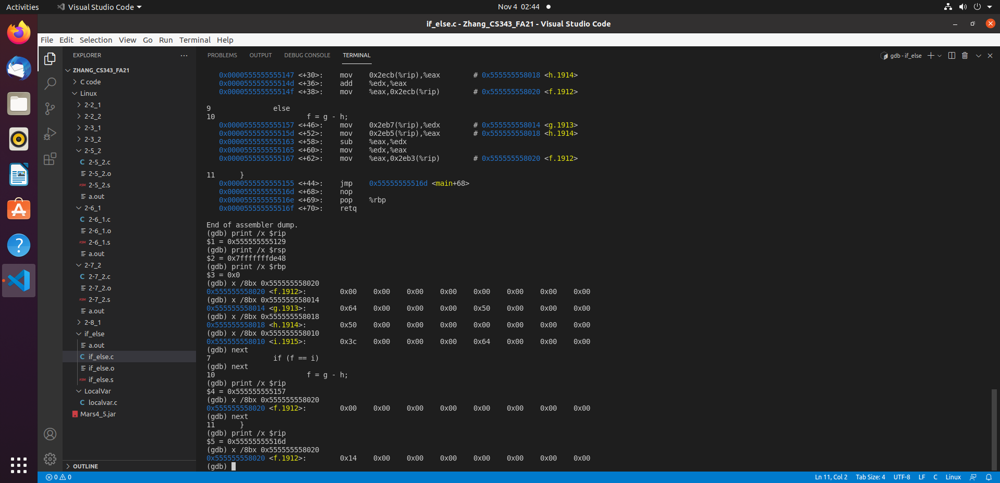 Activities
Visual Studio Code
Nov 4 02:44
if_else.c - Zhang_CS343_FA21 - Visual Studio Code
File Edit Selection View Go Run Terminal Help
EXPLORER
ZHANG_CS343_FA21
C code
Linux
2-2_1
2-2_2
2-3_1
2-3_2
2-5_2
C 2-5_2.c
2-5_2.o
ASM 2-5_2.s
a.out
2-6_1
C 2-6_1.c
2-6_1.o
ASM 2-6_1.s
a.out
2-7_2
C 2-7_2.c
2-7_2.o
ASM 2-7_2.s
a.out
2-8_1
if_else
a.out
C if_else.c
if_else.o
ASM if_else.s
LocalVar
C localvar.c
Mars4_5.jar
OUTLINE
PROBLEMS OUTPUT DEBUG CONSOLE TERMINAL
gdb - if_else
0x0000555555555147 <+30>: mov 0x2ecb(%rip),%eax # 0x555555558018 <h.1914>
0x000055555555514d <+36>: add %edx,%eax
0x000055555555514f <+38>: mov %eax,0x2ecb(%rip) # 0x555555558020 <f.1912>
9 else
10 f = g - h;
0x0000555555555157 <+46>: mov 0x2eb7(%rip),%edx # 0x555555558014 <g.1913>
0x000055555555515d <+52>: mov 0x2eb5(%rip),%eax # 0x555555558018 <h.1914>
0x0000555555555163 <+58>: sub %eax,%edx
0x0000555555555165 <+60>: mov %edx,%eax
0x0000555555555167 <+62>: mov %eax,0x2eb3(%rip) # 0x555555558020 <f.1912>
11 }
0x0000555555555155 <+44>: jmp 0x55555555516d <main+68>
0x000055555555516d <+68>: nop
0x000055555555516e <+69>: pop %rbp
0x000055555555516f <+70>: retq
End of assembler dump.
(gdb) print /x $rip
$1 = 0x555555555129
(gdb) print /x $rsp
$2 = 0x7fffffffde48
(gdb) print /x $rbp
$3 = 0x0
(gdb) x /8bx 0x555555558020
0x555555558020 <f.1912>: 0x00 0x00 0x00 0x00 0x00 0x00 0x00 0x00
(gdb) x /8bx 0x555555558014
0x555555558014 <g.1913>: 0x64 0x00 0x00 0x00 0x50 0x00 0x00 0x00
(gdb) x /8bx 0x555555558018
0x555555558018 <h.1914>: 0x50 0x00 0x00 0x00 0x00 0x00 0x00 0x00
(gdb) x /8bx 0x555555558010
0x555555558010 <i.1915>: 0x3c 0x00 0x00 0x00 0x64 0x00 0x00 0x00
(gdb) next
7 if (f == i)
(gdb) next
10 f = g - h;
(gdb) print /x $rip
$4 = 0x555555555157
(gdb) x /8bx 0x555555558020
0x555555558020 <f.1912>: 0x00 0x00 0x00 0x00 0x00 0x00 0x00 0x00
(gdb) next
11 }
(gdb) print /x $rip
$5 = 0x55555555516d
(gdb) x /8bx 0x555555558020
0x555555558020 <f.1912>: 0x14 0x00 0x00 0x00 0x00 0x00 0x00 0x00
(gdb)
0 0
Ln 11, Col 2 Tab Size: 4 UTF-8 LF C Linux